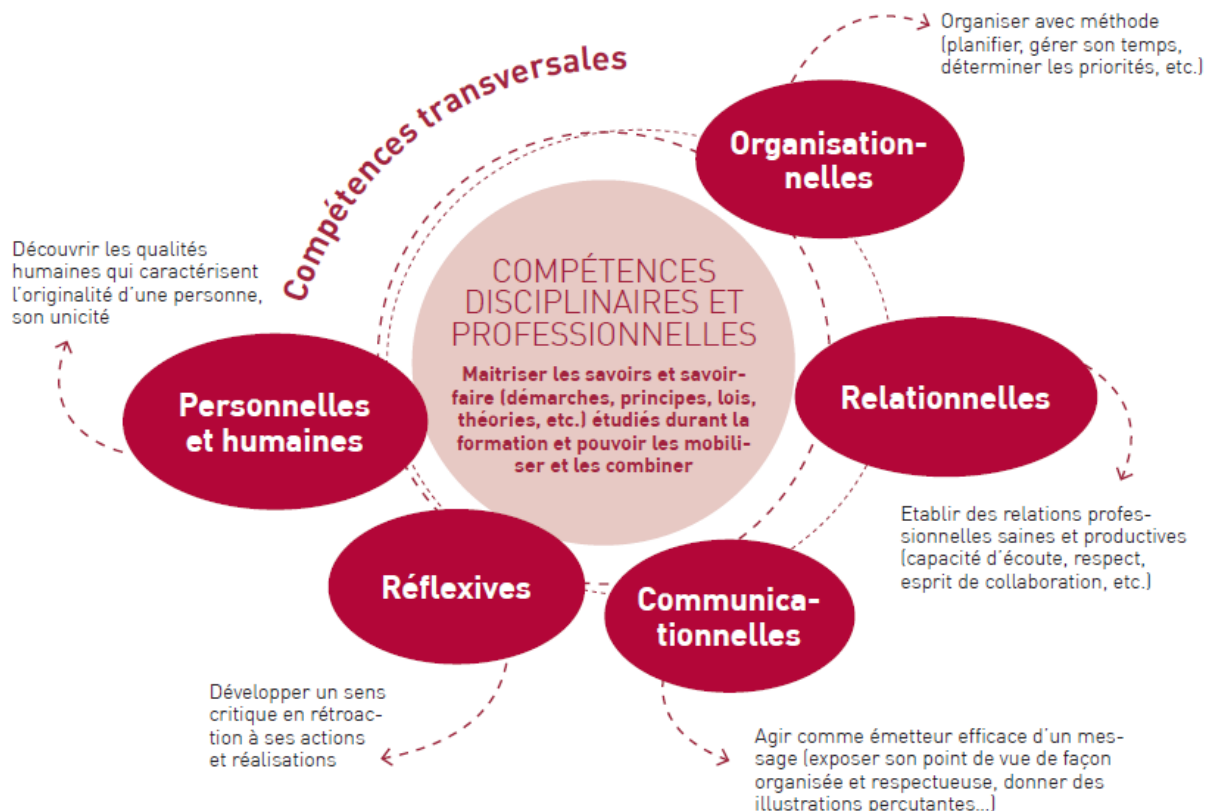 Compétences transversales
Organiser avec méthode
(planifier, gérer son temps,
déterminer les priorités, etc.)
Organisation-
nelles
Découvrir les qualités
humaines qui caractérisent
l'originalité d'une personne,
son unicité
COMPÉTENCES
DISCIPLINAIRES ET
PROFESSIONNELLES
Maitriser les savoirs et savoir-
faire (démarches, principes, lois,
théories, etc.) étudiés durant la
formation et pouvoir les mobili-
ser et les combiner
Personnelles
et humaines
Relationnelles
Etablir des relations profes-
sionnelles saines et productives
(capacité d'écoute, respect,
esprit de collaboration, etc.)
Réflexives
Communica-
tionnelles
Développer un sens
critique en rétroac-
tion à ses actions
et réalisations
Agir comme émetteur efficace d'un mes-
sage (exposer son point de vue de façon
organisée et respectueuse, donner des
illustrations percutantes...)